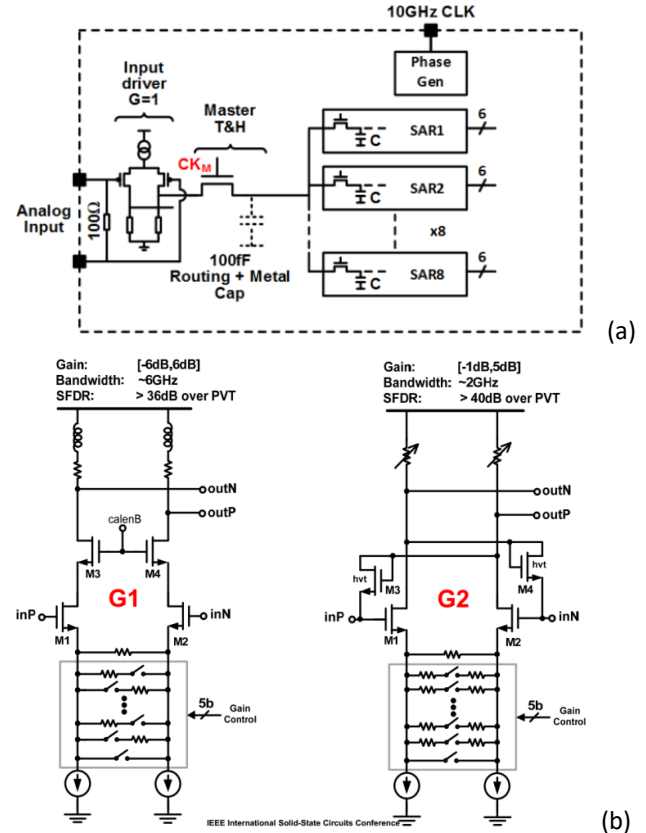 10GHz CLK
Phase
Gen
Input
driver
G=1
Master
T&H
CK_M
Analog
Input
100Ω
100fF
Routing + Metal
Cap
C
SAR1
6
C
SAR2
6
x8
C
SAR8
6
(a)
Gain: [-6dB,6dB]
Bandwidth: ~6GHz
SFDR: > 36dB over PVT
outN
outP
calenB
M3
M4
G1
inP
inN
M1
M2
5b
Gain
Control
Gain: [-1dB,5dB]
Bandwidth: ~2GHz
SFDR: > 40dB over PVT
outN
outP
hvt
M3
hvt
M4
G2
inP
inN
M1
M2
5b
Gain
Control
IEEE International Solid-State Circuits Conference
(b)